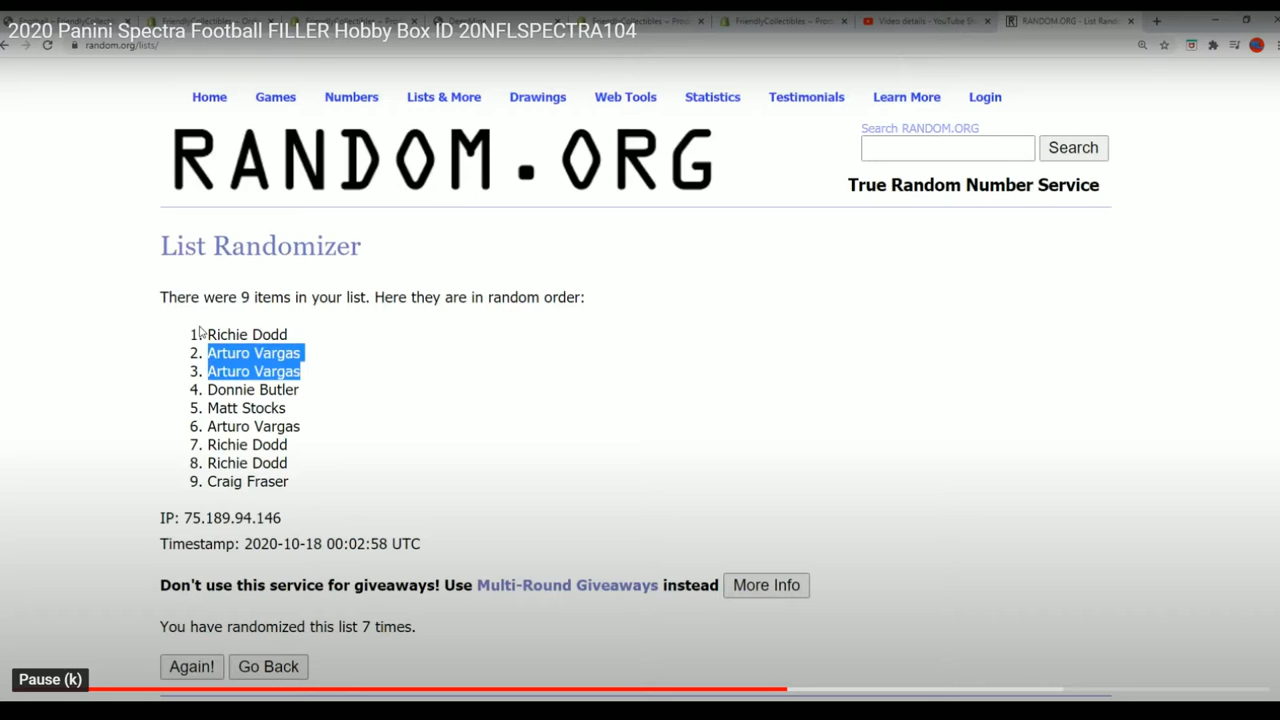 2020 Panini Spectra Football FILLER Hobby Box ID 20NFLSPECTRA104
random.org/lists/
Home Games Numbers Lists & More Drawings Web Tools Statistics Testimonials Learn More Login
RANDOM.ORG
Search RANDOM.ORG
Search
True Random Number Service
List Randomizer
There were 9 items in your list. Here they are in random order:
1. Richie Dodd
2. Arturo Vargas
3. Arturo Vargas
4. Donnie Butler
5. Matt Stocks
6. Arturo Vargas
7. Richie Dodd
8. Richie Dodd
9. Craig Fraser
IP: 75.189.94.146
Timestamp: 2020-10-18 00:02:58 UTC
Don't use this service for giveaways! Use Multi-Round Giveaways instead More Info
You have randomized this list 7 times.
Again! Go Back
Pause (k)